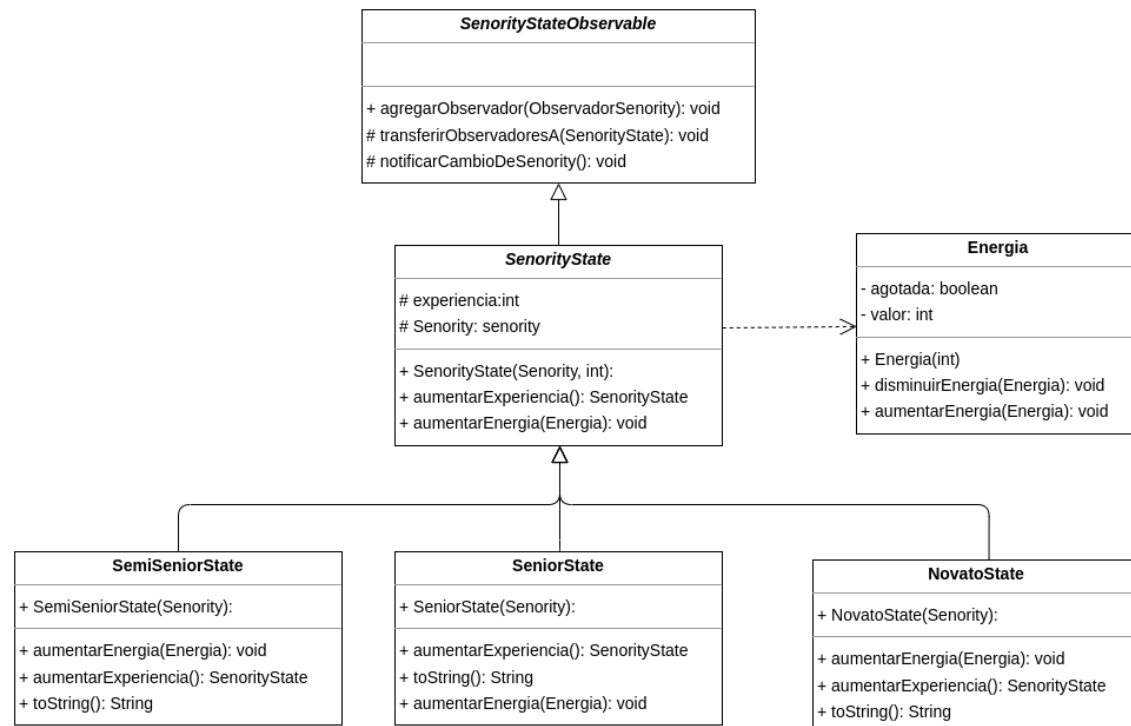 SenorityStateObservable
+ agregarObservador(ObservadorSenority): void
# transferirObservadoresA(SenorityState): void
# notificarCambioDeSenority(): void
SenorityState
# experiencia:int
# Senority: senority
+ SenorityState(Senority, int):
+ aumentarExperiencia(): SenorityState
+ aumentarEnergia(Energia): void
Energia
- agotada: boolean
- valor: int
+ Energia(int)
+ disminuirEnergia(Energia): void
+ aumentarEnergia(Energia): void
SemiSeniorState
+ SemiSeniorState(Senority):
+ aumentarEnergia(Energia): void
+ aumentarExperiencia(): SenorityState
+ toString(): String
SeniorState
+ SeniorState(Senority):
+ aumentarExperiencia(): SenorityState
+ toString(): String
+ aumentarEnergia(Energia): void
NovatoState
+ NovatoState(Senority):
+ aumentarEnergia(Energia): void
+ aumentarExperiencia(): SenorityState
+ toString(): String